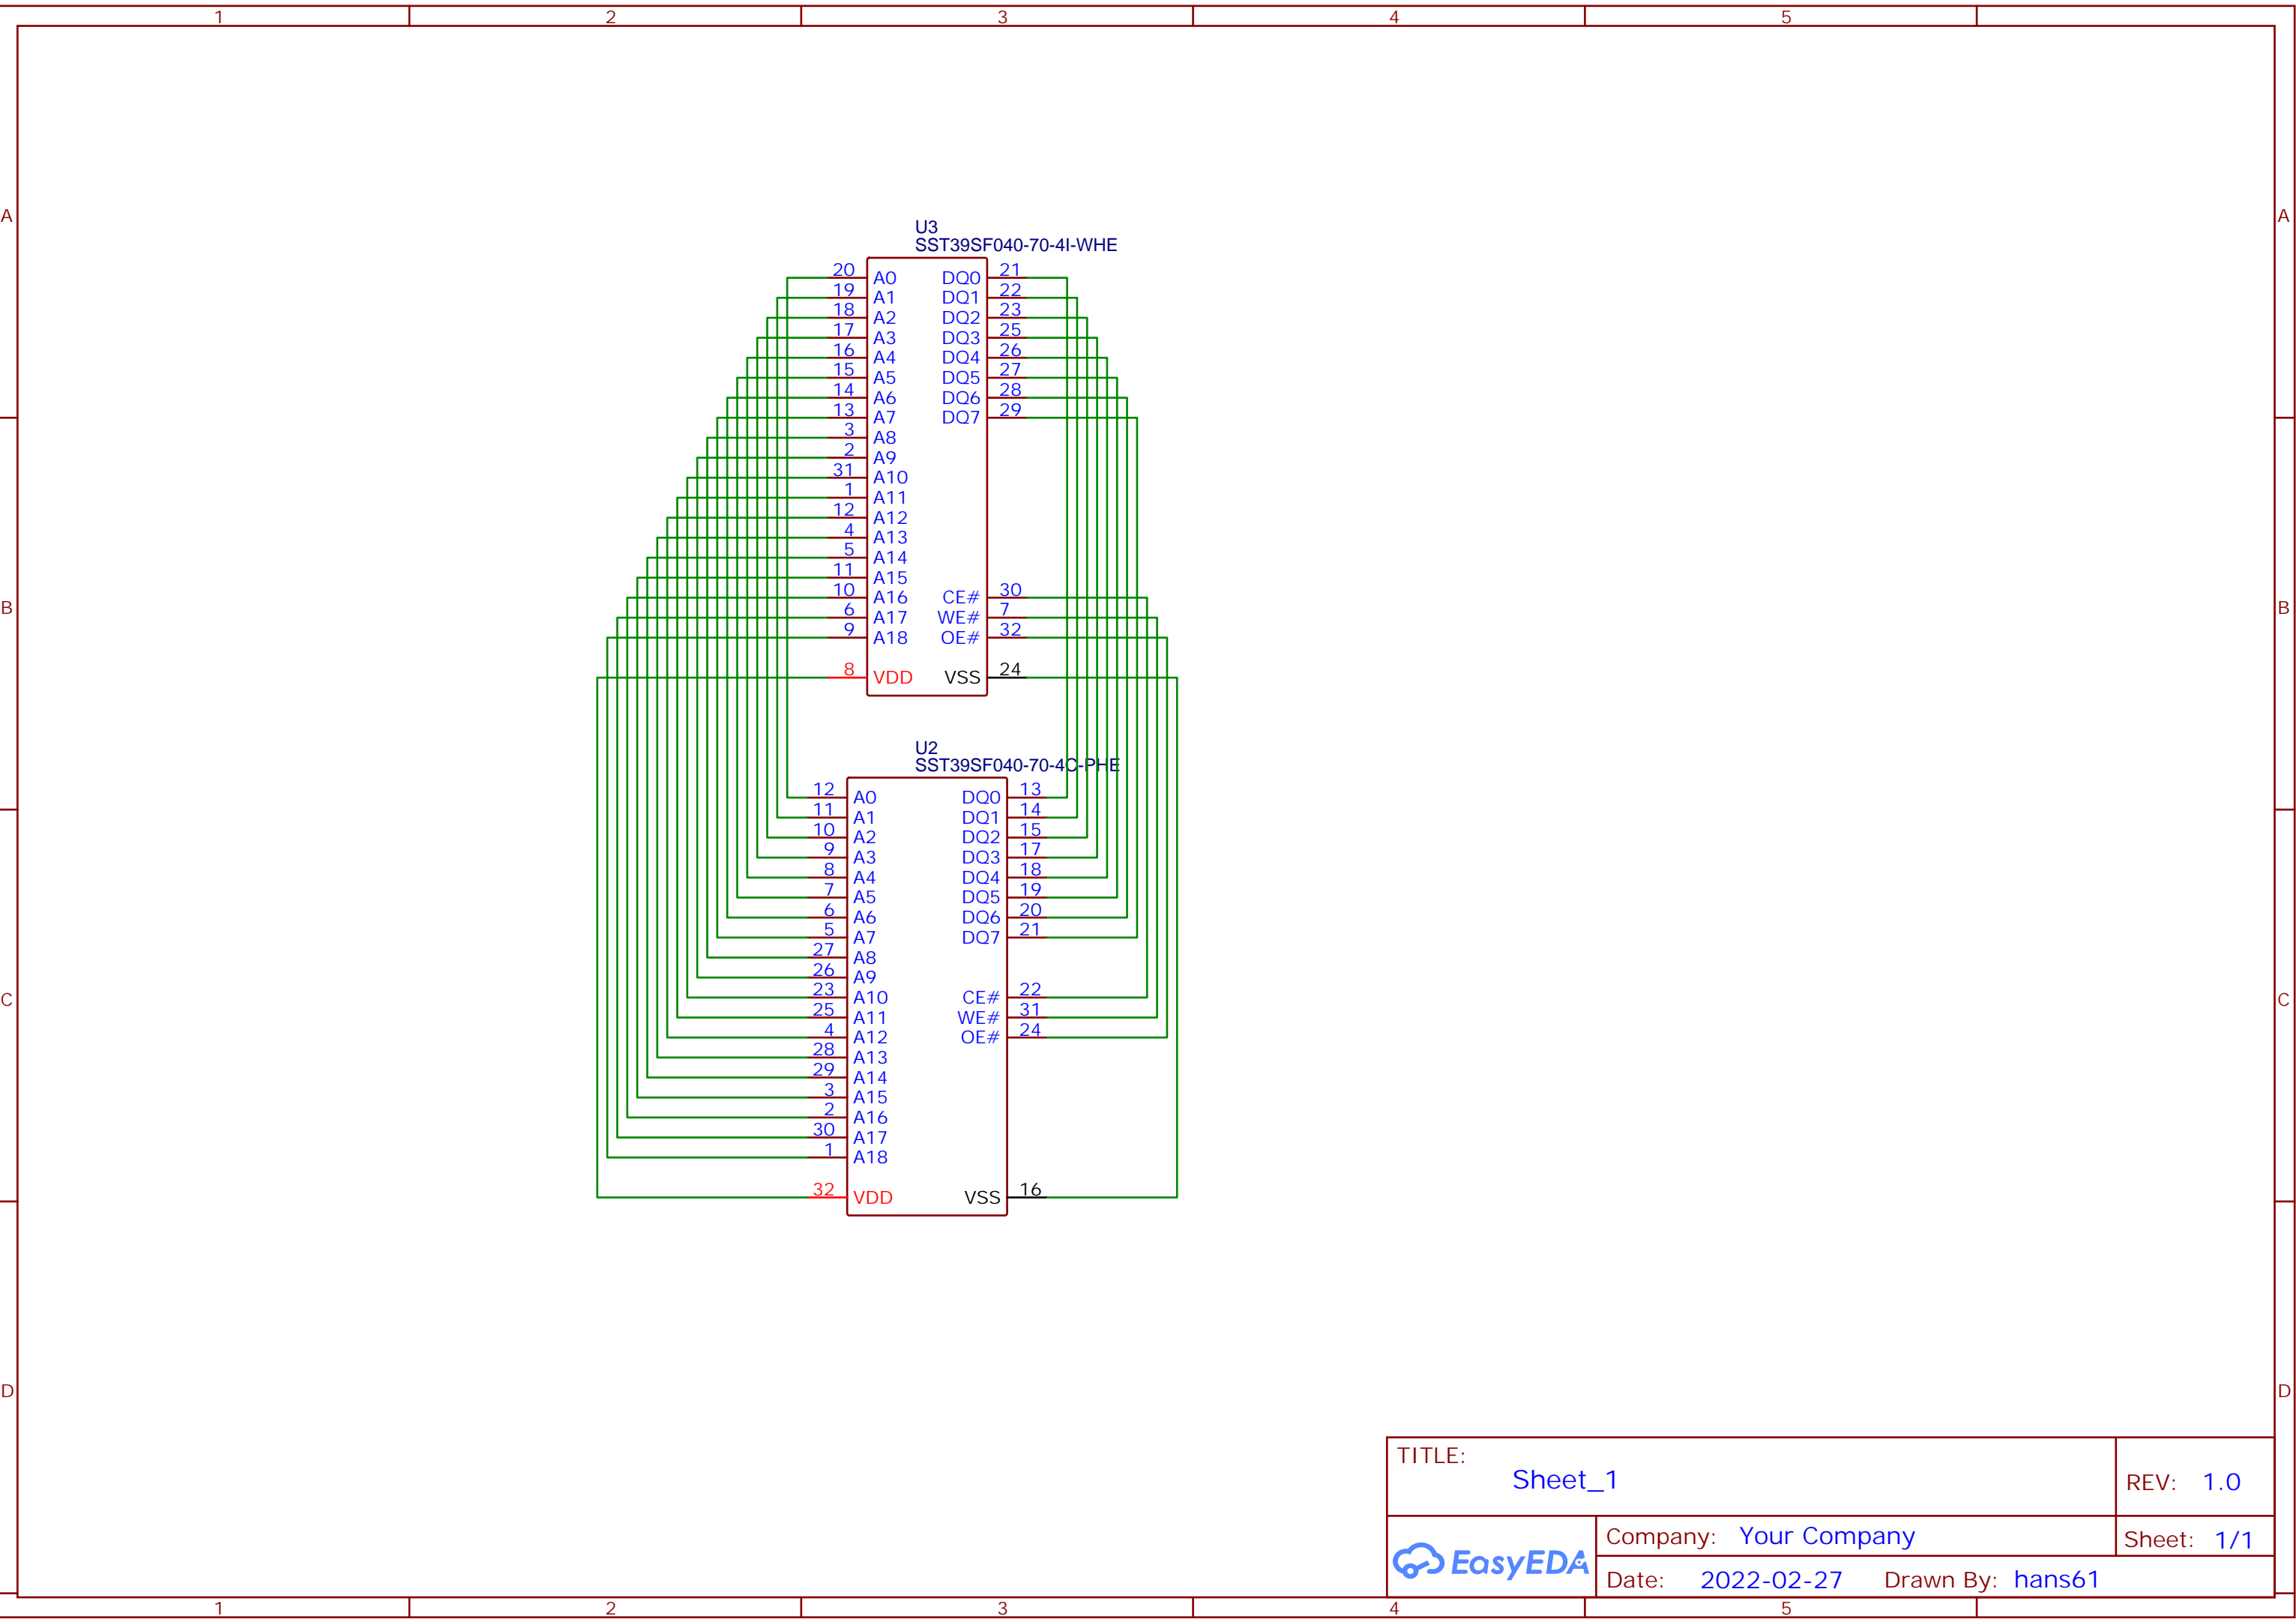 1 2 3 4 5
A A
B B
C C
D D
U3
SST39SF040-70-4I-WHE
20 A0 DQ0 21
19 A1 DQ1 22
18 A2 DQ2 23
17 A3 DQ3 25
16 A4 DQ4 26
15 A5 DQ5 27
14 A6 DQ6 28
13 A7 DQ7 29
3 A8
2 A9
31 A10
1 A11
12 A12
4 A13
5 A14
11 A15
10 A16 CE# 30
6 A17 WE# 7
9 A18 OE# 32
8 VDD VSS 24
U2
SST39SF040-70-4C-PHE
12 A0 DQ0 13
11 A1 DQ1 14
10 A2 DQ2 15
9 A3 DQ3 17
8 A4 DQ4 18
7 A5 DQ5 19
6 A6 DQ6 20
5 A7 DQ7 21
27 A8
26 A9
23 A10 CE# 22
25 A11 WE# 31
4 A12 OE# 24
28 A13
29 A14
3 A15
2 A16
30 A17
1 A18
32 VDD VSS 16
TITLE:
Sheet_1
REV: 1.0
EasyEDA
Company: Your Company
Sheet: 1/1
Date: 2022-02-27 Drawn By: hans61
1 2 3 4 5